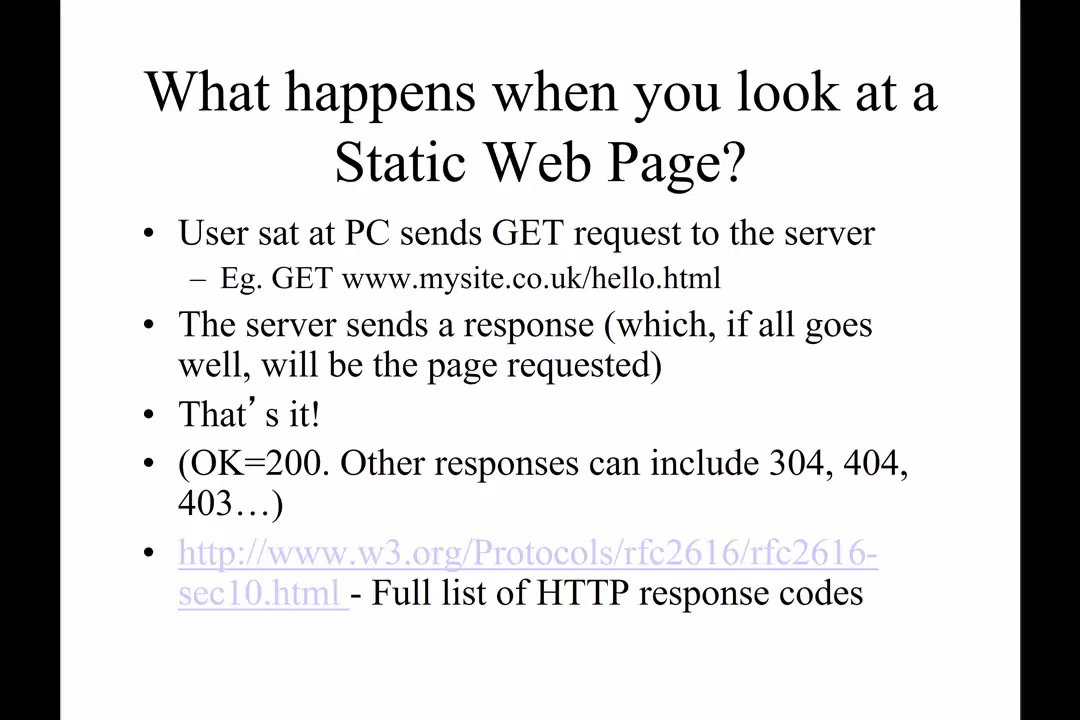 What happens when you look at a
Static Web Page?
• User sat at PC sends GET request to the server
– Eg. GET www.mysite.co.uk/hello.html
• The server sends a response (which, if all goes
well, will be the page requested)
• That’s it!
• (OK=200. Other responses can include 304, 404,
403…)
• http://www.w3.org/Protocols/rfc2616/rfc2616-
sec10.html - Full list of HTTP response codes